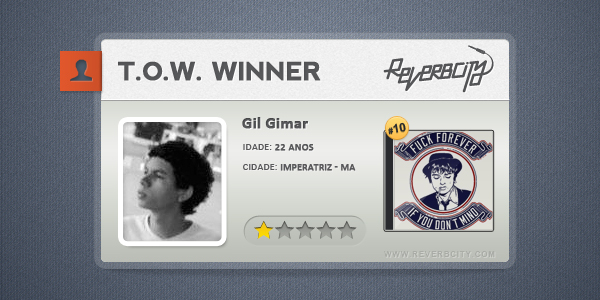 T.O.W. WINNER
REVERBCITY
Gil Gimar
IDADE: 22 ANOS
CIDADE: IMPERATRIZ - MA
#10
FUCK FOREVER
IF YOU DON'T MIND
WWW.REVERBCITY.COM